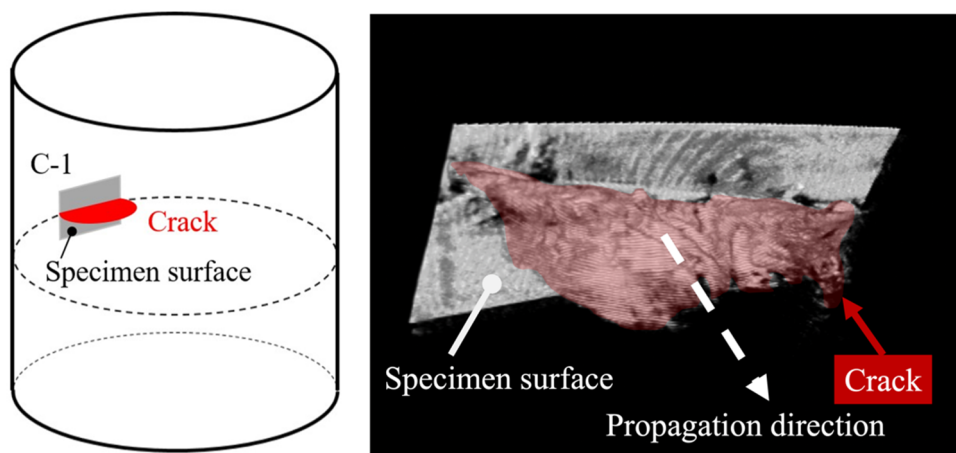 C-1
Crack
Specimen surface
Specimen surface
Crack
Propagation direction